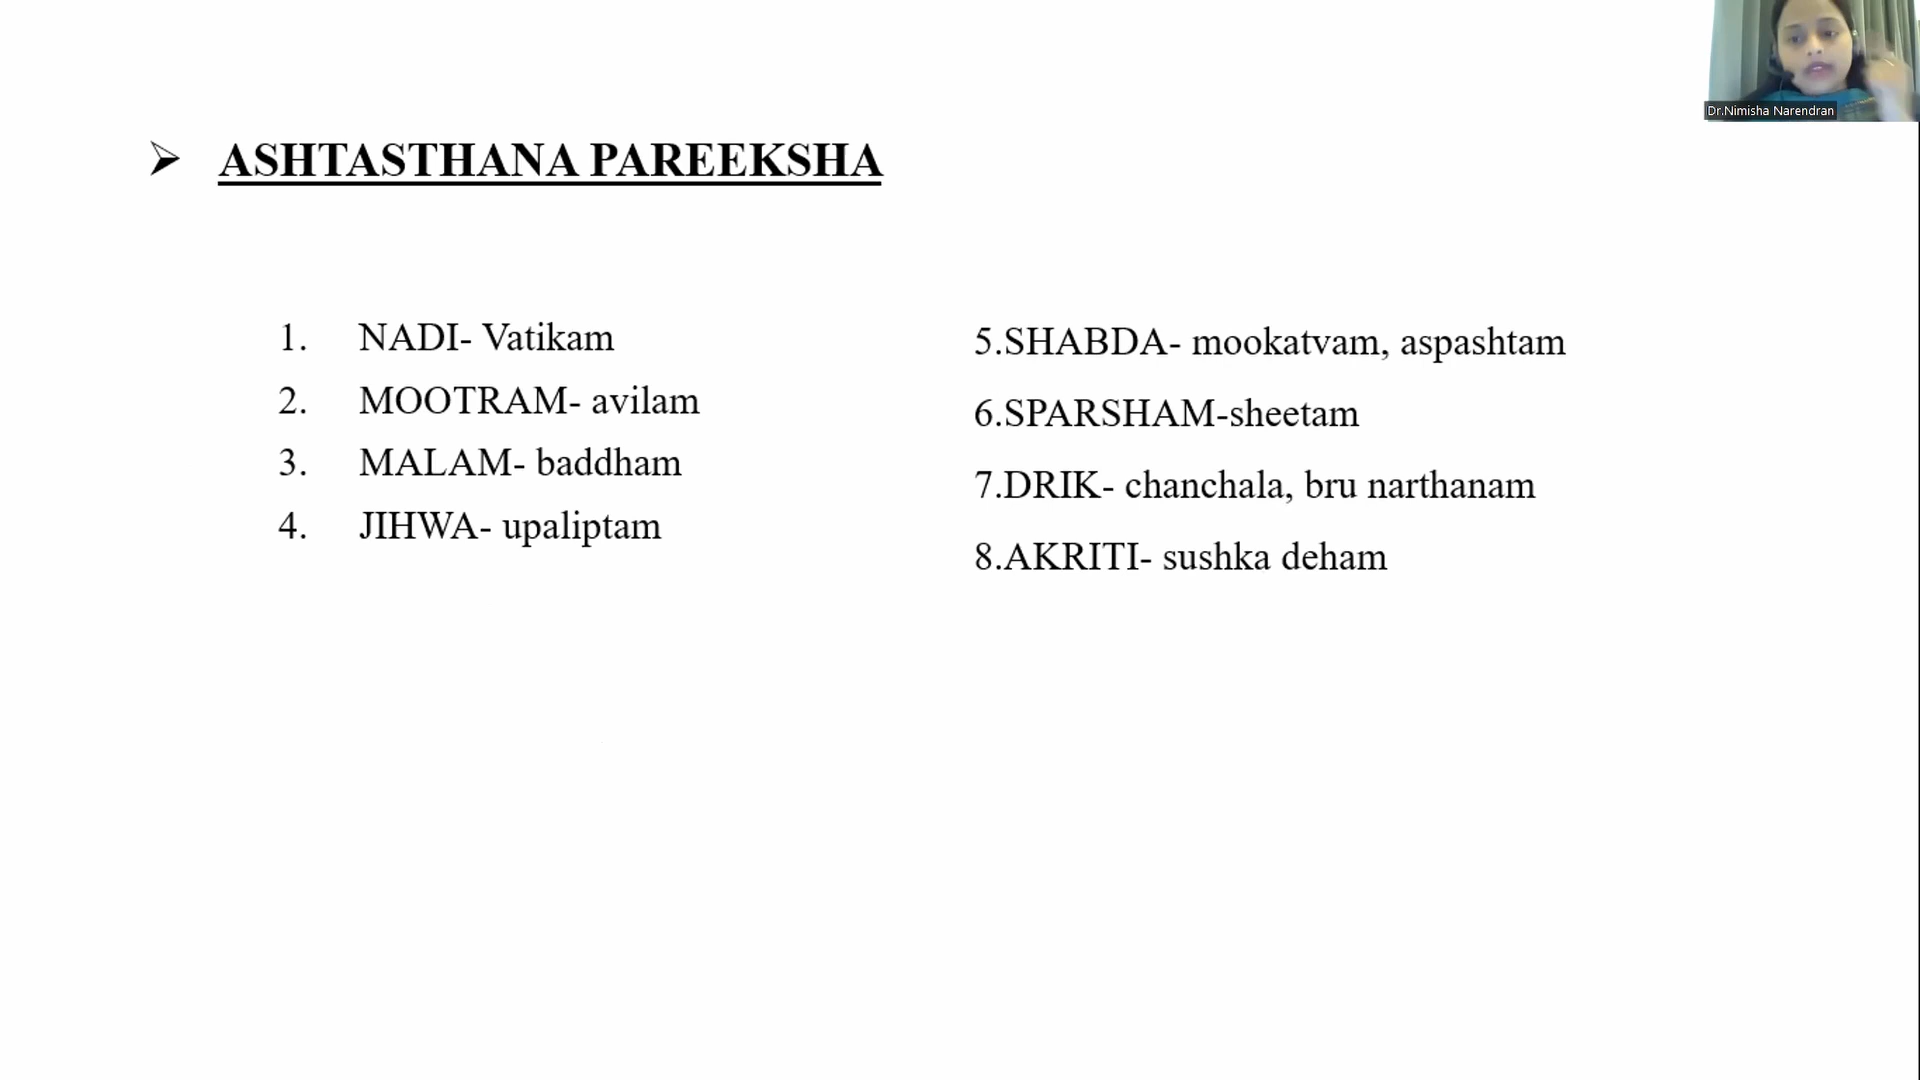 Dr.Nimisha Narendran
➢ ASHTASTHANA PAREEKSHA
1. NADI- Vatikam
2. MOOTRAM- avilam
3. MALAM- baddham
4. JIHWA- upaliptam
5.SHABDA- mookatvam, aspashtam
6.SPARSHAM-sheetam
7.DRIK- chanchala, bru narthanam
8.AKRITI- sushka deham